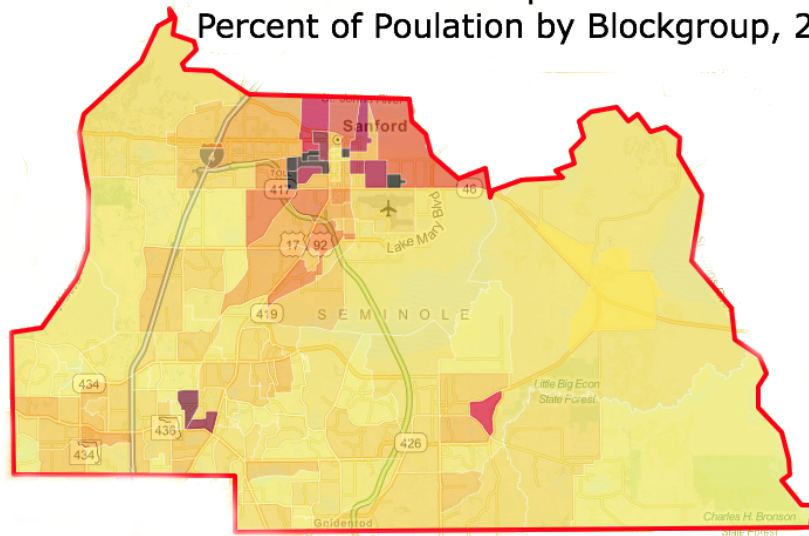 Percent of Poulation by Blockgroup, 2
Sanford
4
417
46
17 92
Lake Mary Blvd
419
SEMINOLE
434
Little Big Econ
State Forest
436
434
426
Charles H. Bronson
State Forest
Goldenrod